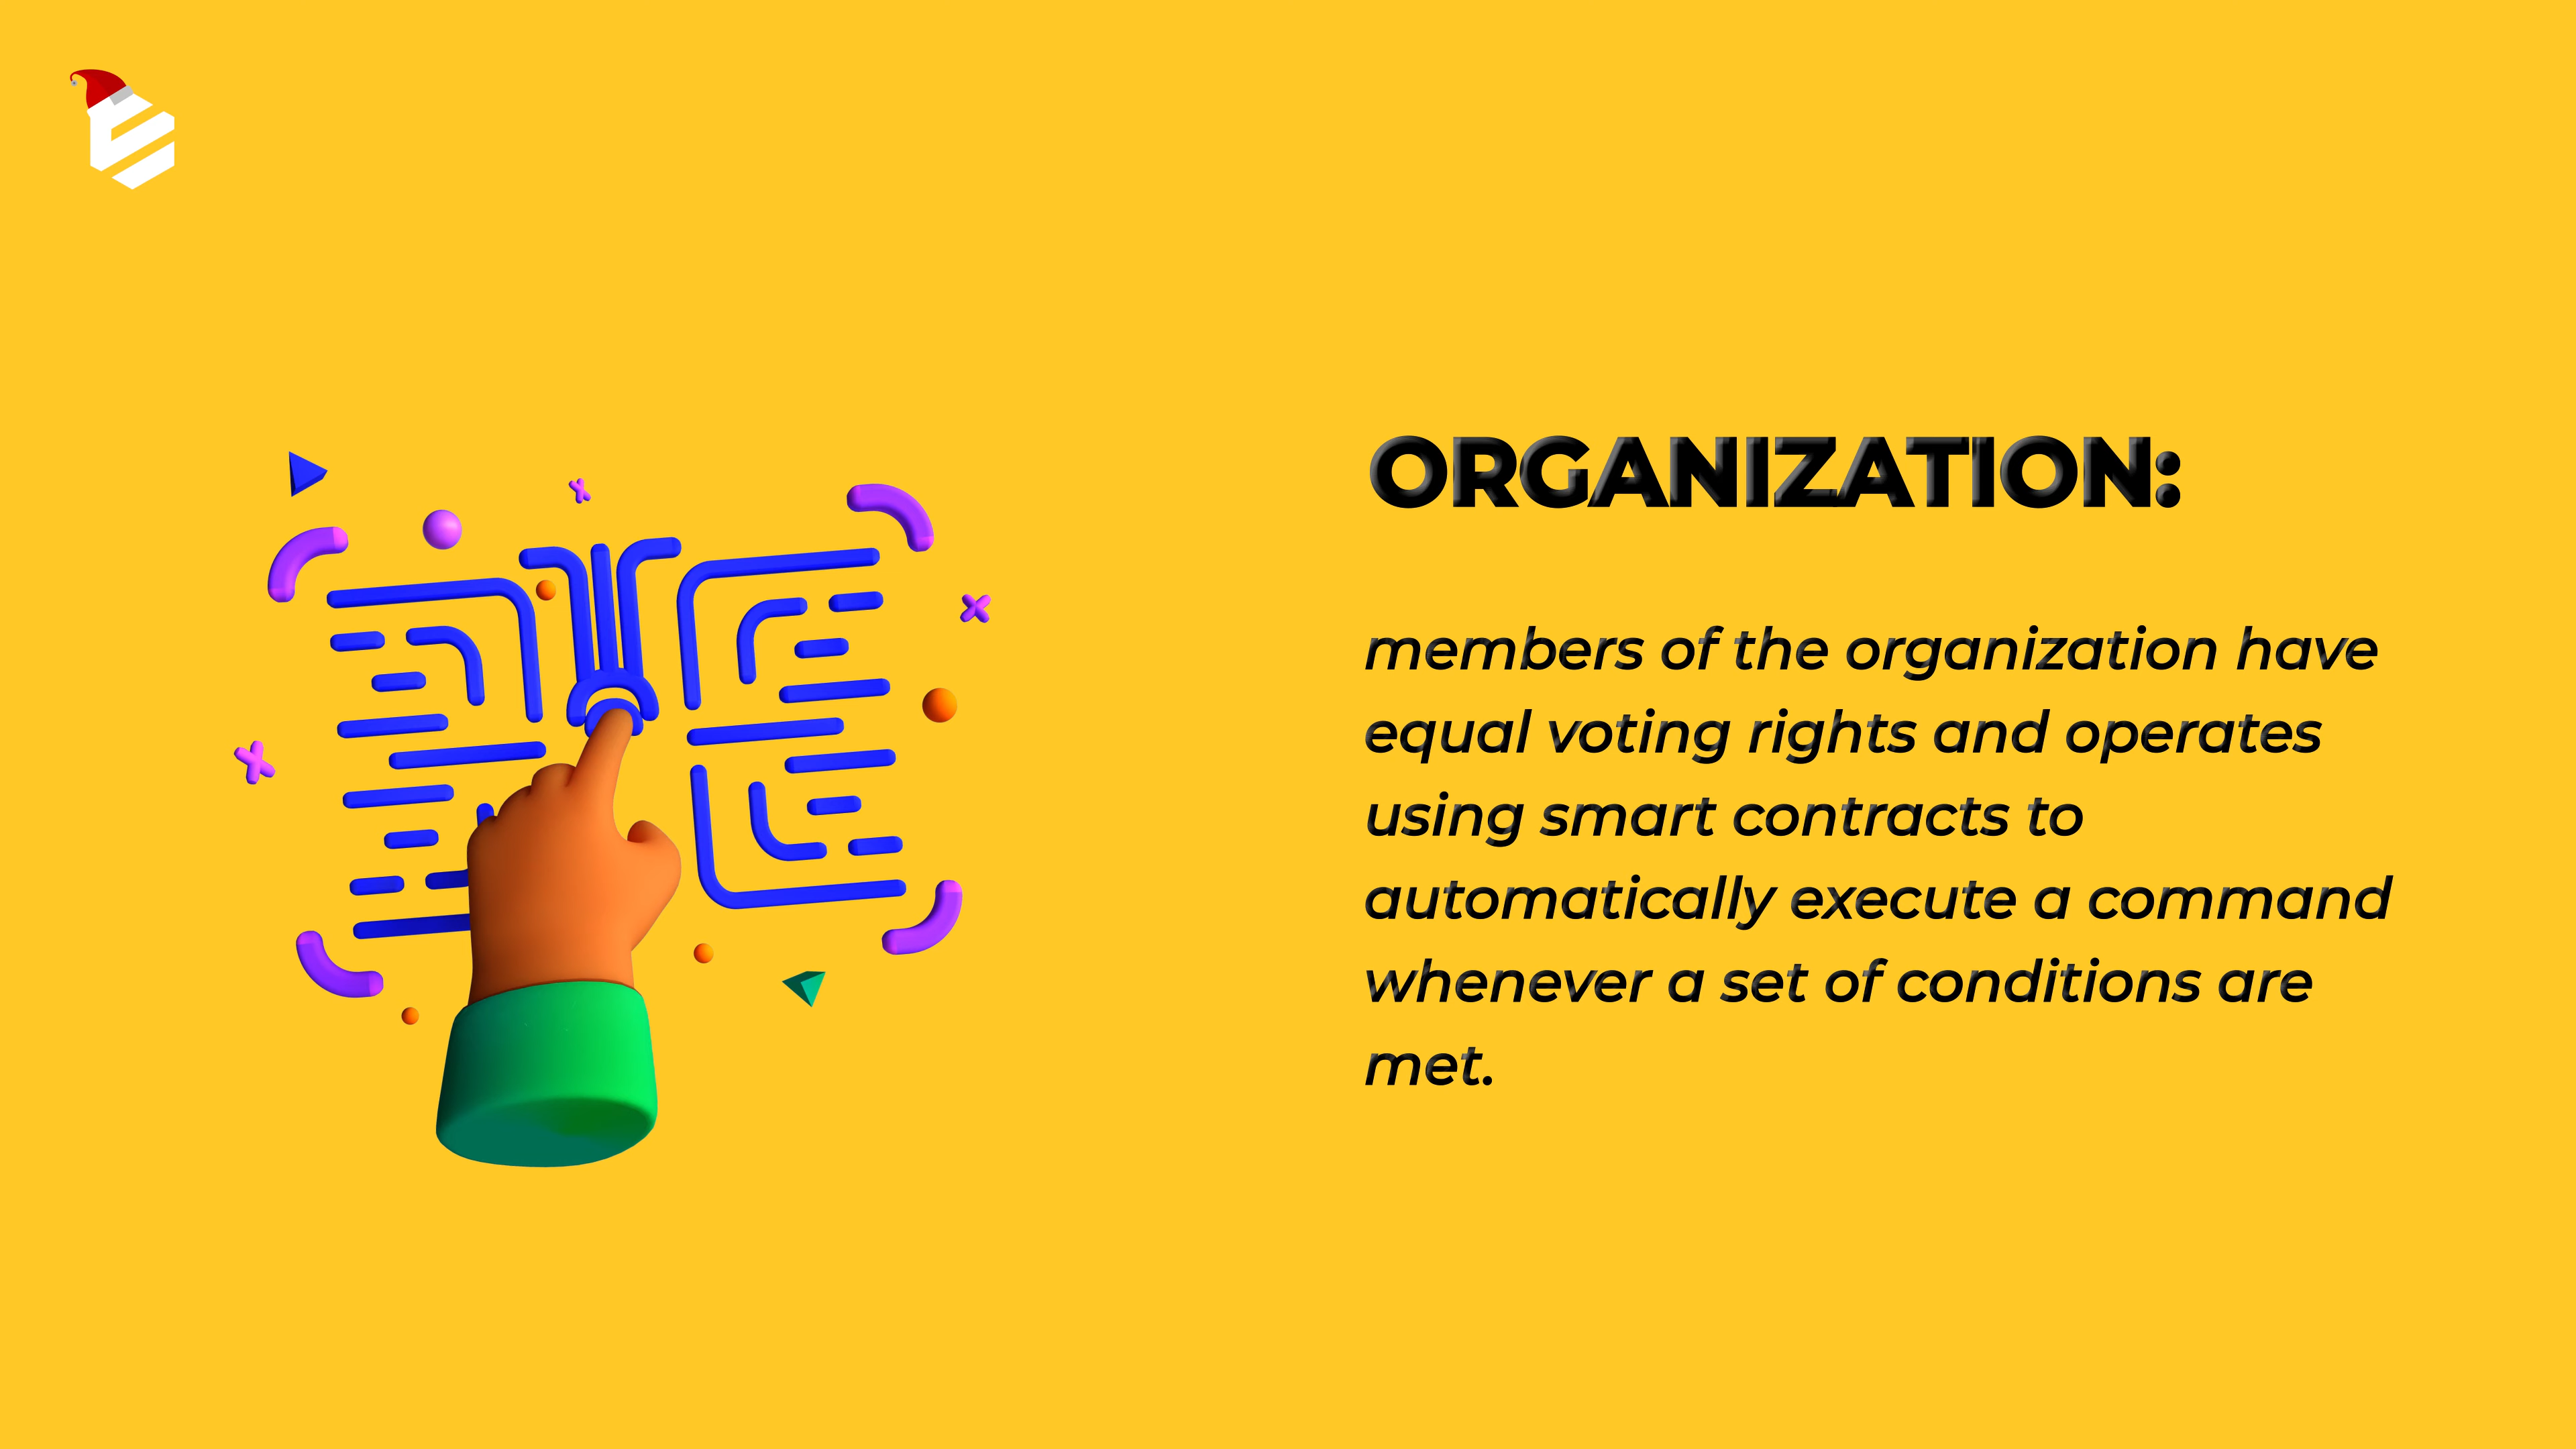 ORGANIZATION:
members of the organization have
equal voting rights and operates
using smart contracts to
automatically execute a command
whenever a set of conditions are
met.